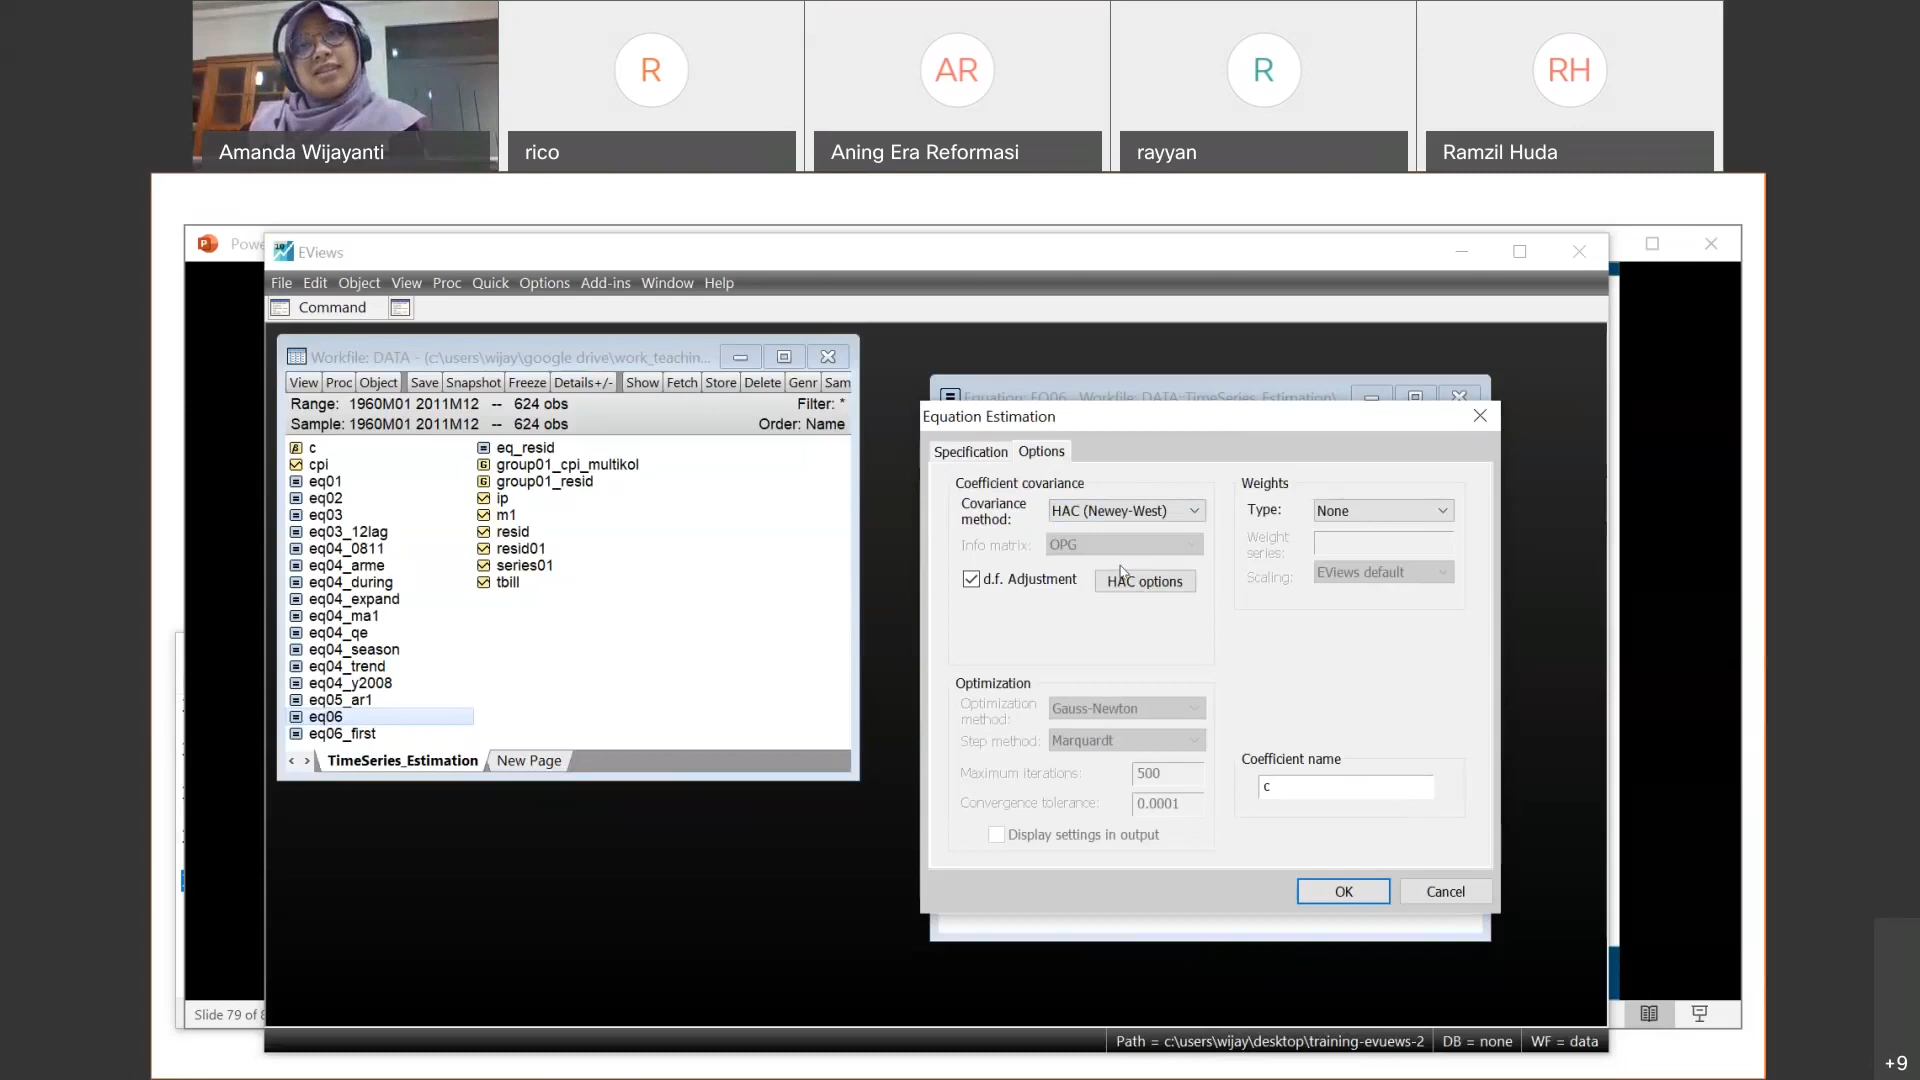 R
AR
R
RH
Amanda Wijayanti
rico
Aning Era Reformasi
rayyan
Ramzil Huda
P
EViews
File Edit Object View Proc Quick Options Add-ins Window Help
Command
Workfile: DATA - (c:\users\wijay\google drive\work_teachin...
View Proc Object Save Snapshot Freeze Details+/- Show Fetch Store Delete Genr Sam
Range: 1960M01 2011M12 -- 624 obs
Filter: *
Sample: 1960M01 2011M12 -- 624 obs
Order: Name
c
cpi
eq01
eq02
eq03
eq03_12lag
eq04_0811
eq04_arme
eq04_during
eq04_expand
eq04_ma1
eq04_qe
eq04_season
eq04_trend
eq04_y2008
eq05_ar1
eq06
eq06_first
eq_resid
group01_cpi_multikol
group01_resid
ip
m1
resid
resid01
series01
tbill
TimeSeries_Estimation New Page
Equation: EQ06 - Workfile: DATA::TimeSeries_Estimation\
Equation Estimation
Specification Options
Coefficient covariance
Covariance method: HAC (Newey-West)
Info matrix: OPG
d.f. Adjustment HAC options
Weights
Type: None
Weight series:
Scaling: EViews default
Optimization
Optimization method: Gauss-Newton
Step method: Marquardt
Maximum iterations: 500
Convergence tolerance: 0.0001
Display settings in output
Coefficient name
c
OK Cancel
Slide 79 of
Path = c:\users\wijay\desktop\training-evuews-2 DB = none WF = data
+9